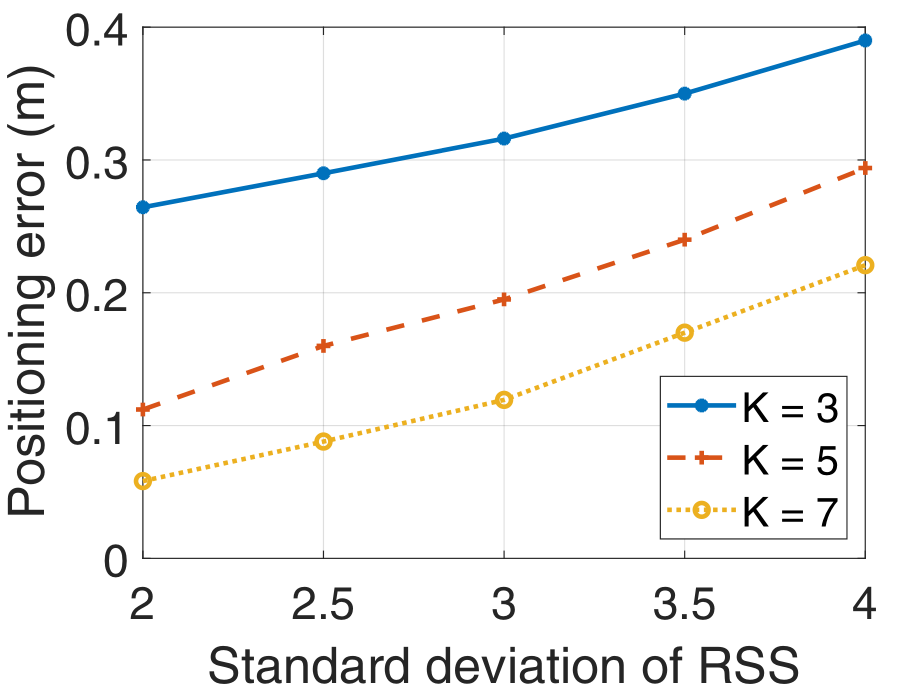 Positioning error (m)
0.4
0.3
0.2
0.1
0
2 2.5 3 3.5 4
Standard deviation of RSS
K = 3
K = 5
K = 7